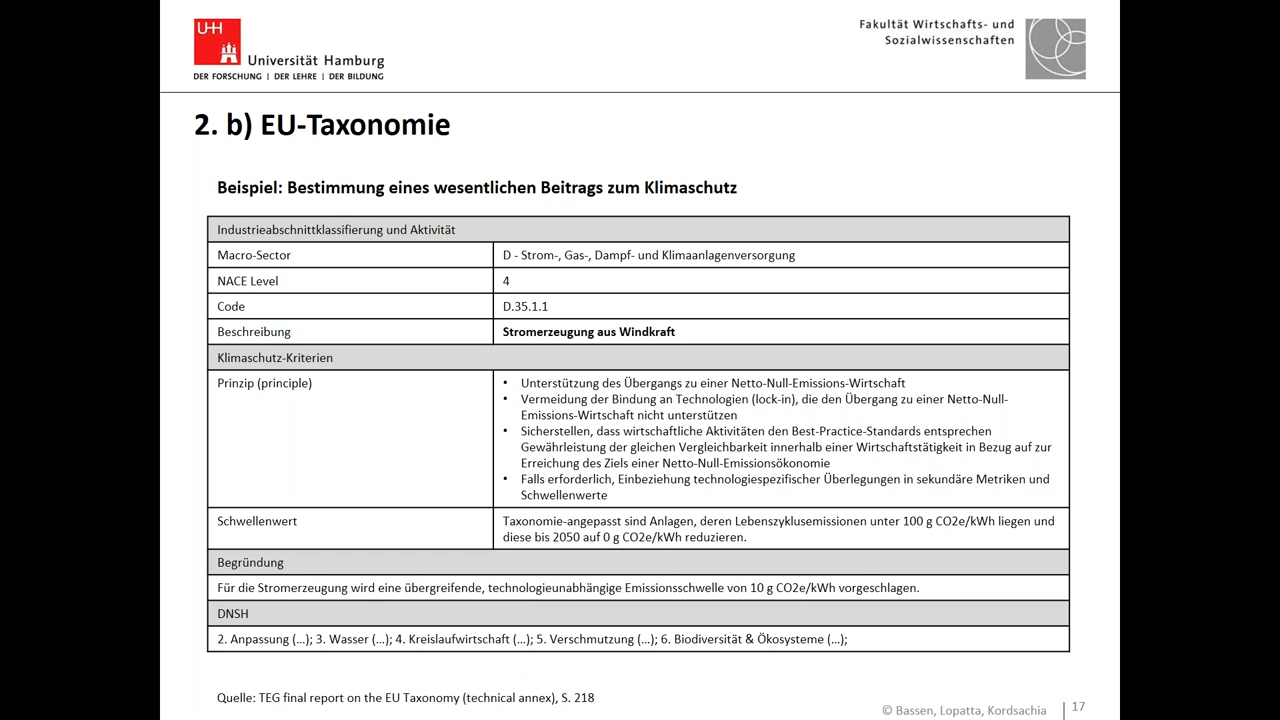 UHH
Universität Hamburg
DER FORSCHUNG | DER LEHRE | DER BILDUNG
Fakultät Wirtschafts- und
Sozialwissenschaften
2. b) EU-Taxonomie
Beispiel: Bestimmung eines wesentlichen Beitrags zum Klimaschutz
Industrieabschnittklassifierung und Aktivität
Macro-Sector D - Strom-, Gas-, Dampf- und Klimaanlagenversorgung
NACE Level 4
Code D.35.1.1
Beschreibung Stromerzeugung aus Windkraft
Klimaschutz-Kriterien
Prinzip (principle) • Unterstützung des Übergangs zu einer Netto-Null-Emissions-Wirtschaft
• Vermeidung der Bindung an Technologien (lock-in), die den Übergang zu einer Netto-Null-
Emissions-Wirtschaft nicht unterstützen
• Sicherstellen, dass wirtschaftliche Aktivitäten den Best-Practice-Standards entsprechen
Gewährleistung der gleichen Vergleichbarkeit innerhalb einer Wirtschaftstätigkeit in Bezug auf zur
Erreichung des Ziels einer Netto-Null-Emissionsökonomie
• Falls erforderlich, Einbeziehung technologiespezifischer Überlegungen in sekundäre Metriken und
Schwellenwerte
Schwellenwert Taxonomie-angepasst sind Anlagen, deren Lebenszyklusemissionen unter 100 g CO2e/kWh liegen und
diese bis 2050 auf 0 g CO2e/kWh reduzieren.
Begründung
Für die Stromerzeugung wird eine übergreifende, technologieunabhängige Emissionsschwelle von 10 g CO2e/kWh vorgeschlagen.
DNSH
2. Anpassung (…); 3. Wasser (…); 4. Kreislaufwirtschaft (…); 5. Verschmutzung (…); 6. Biodiversität & Ökosysteme (…);
Quelle: TEG final report on the EU Taxonomy (technical annex), S. 218
© Bassen, Lopatta, Kordsachia | 17